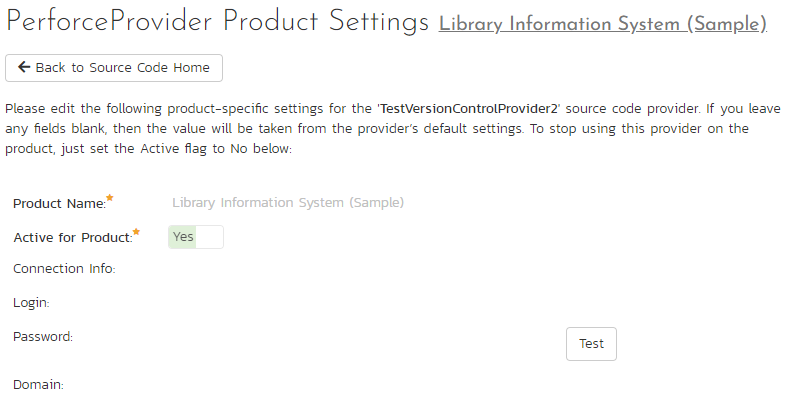 PerforceProvider Product Settings Library Information System (Sample)
Back to Source Code Home
Please edit the following product-specific settings for the 'TestVersionControlProvider2' source code provider. If you leave
any fields blank, then the value will be taken from the provider's default settings. To stop using this provider on the
product, just set the Active flag to No below:
Product Name:* Library Information System (Sample)
Active for Product:* Yes
Connection Info:
Login:
Password: Test
Domain: